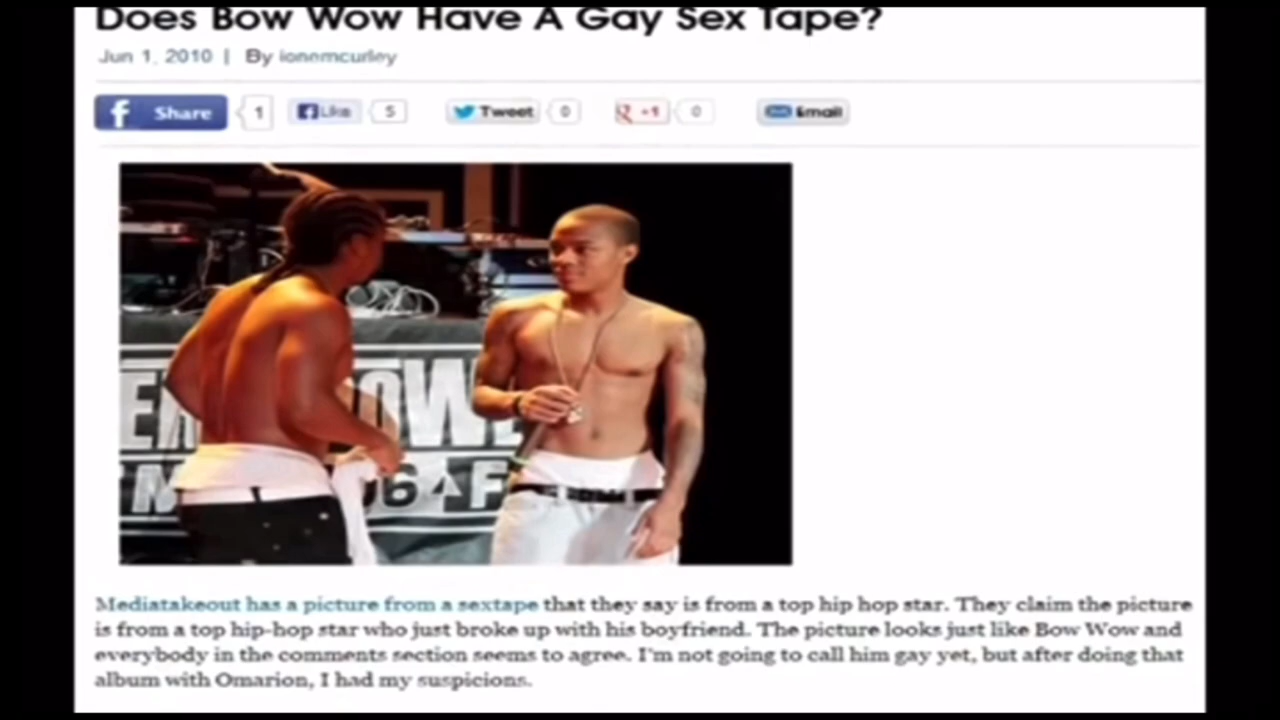 Does Bow Wow Have A Gay Sex Tape?
Jun 1, 2010 | By ionemcurley
Share 1 Like 5 Tweet 0 +1 0 Email
Mediatakeout has a picture from a sextape that they say is from a top hip hop star. They claim the picture
is from a top hip-hop star who just broke up with his boyfriend. The picture looks just like Bow Wow and
everybody in the comments section seems to agree. I'm not going to call him gay yet, but after doing that
album with Omarion, I had my suspicions.